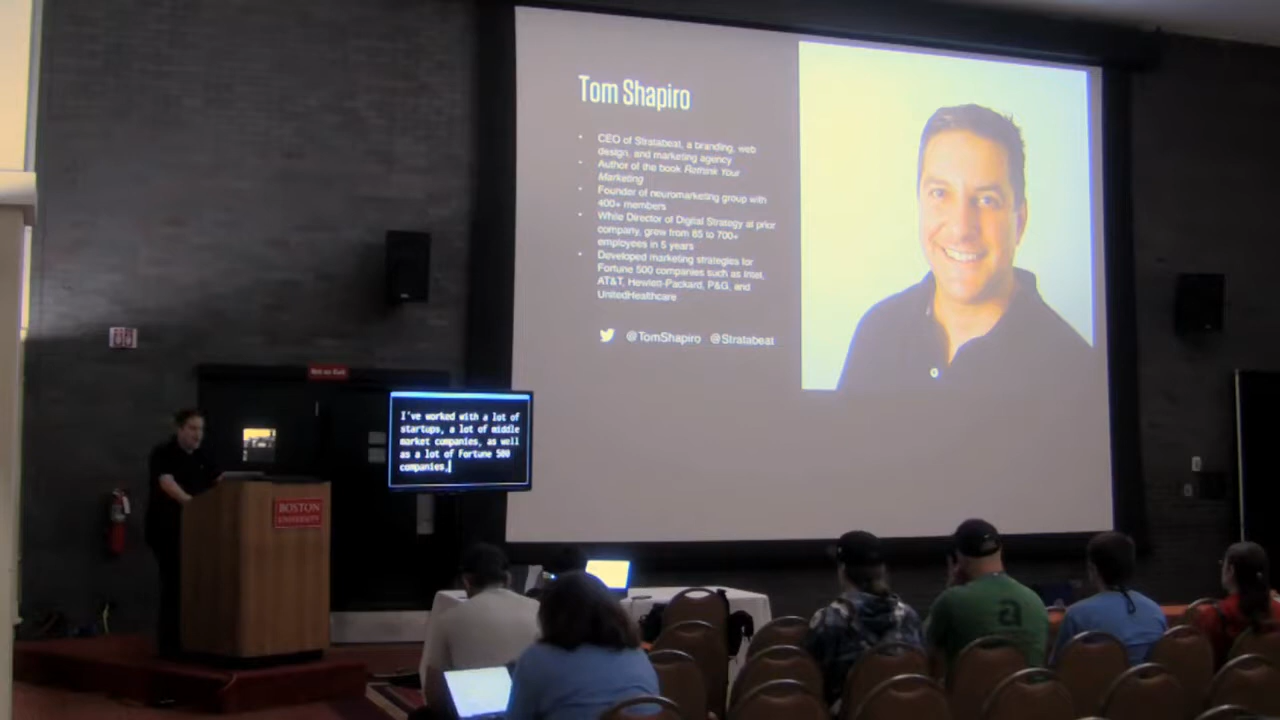 Tom Shapiro
• CEO of Stratabeat, a branding, web
design, and marketing agency
• Author of the book Rethink Your
Marketing
• Founder of neuromarketing group with
400+ members
• While Director of Digital Strategy at prior
company, grew from 85 to 700+
employees in 5 years
• Developed marketing strategies for
Fortune 500 companies such as Intel,
AT&T, Hewlett-Packard, P&G, and
UnitedHealthcare
@TomShapiro @Stratabeat
Not an Exit
I've worked with a lot of
startups, a lot of middle
market companies, as well
as a lot of Fortune 500
companies,
BOSTON
UNIVERSITY
a